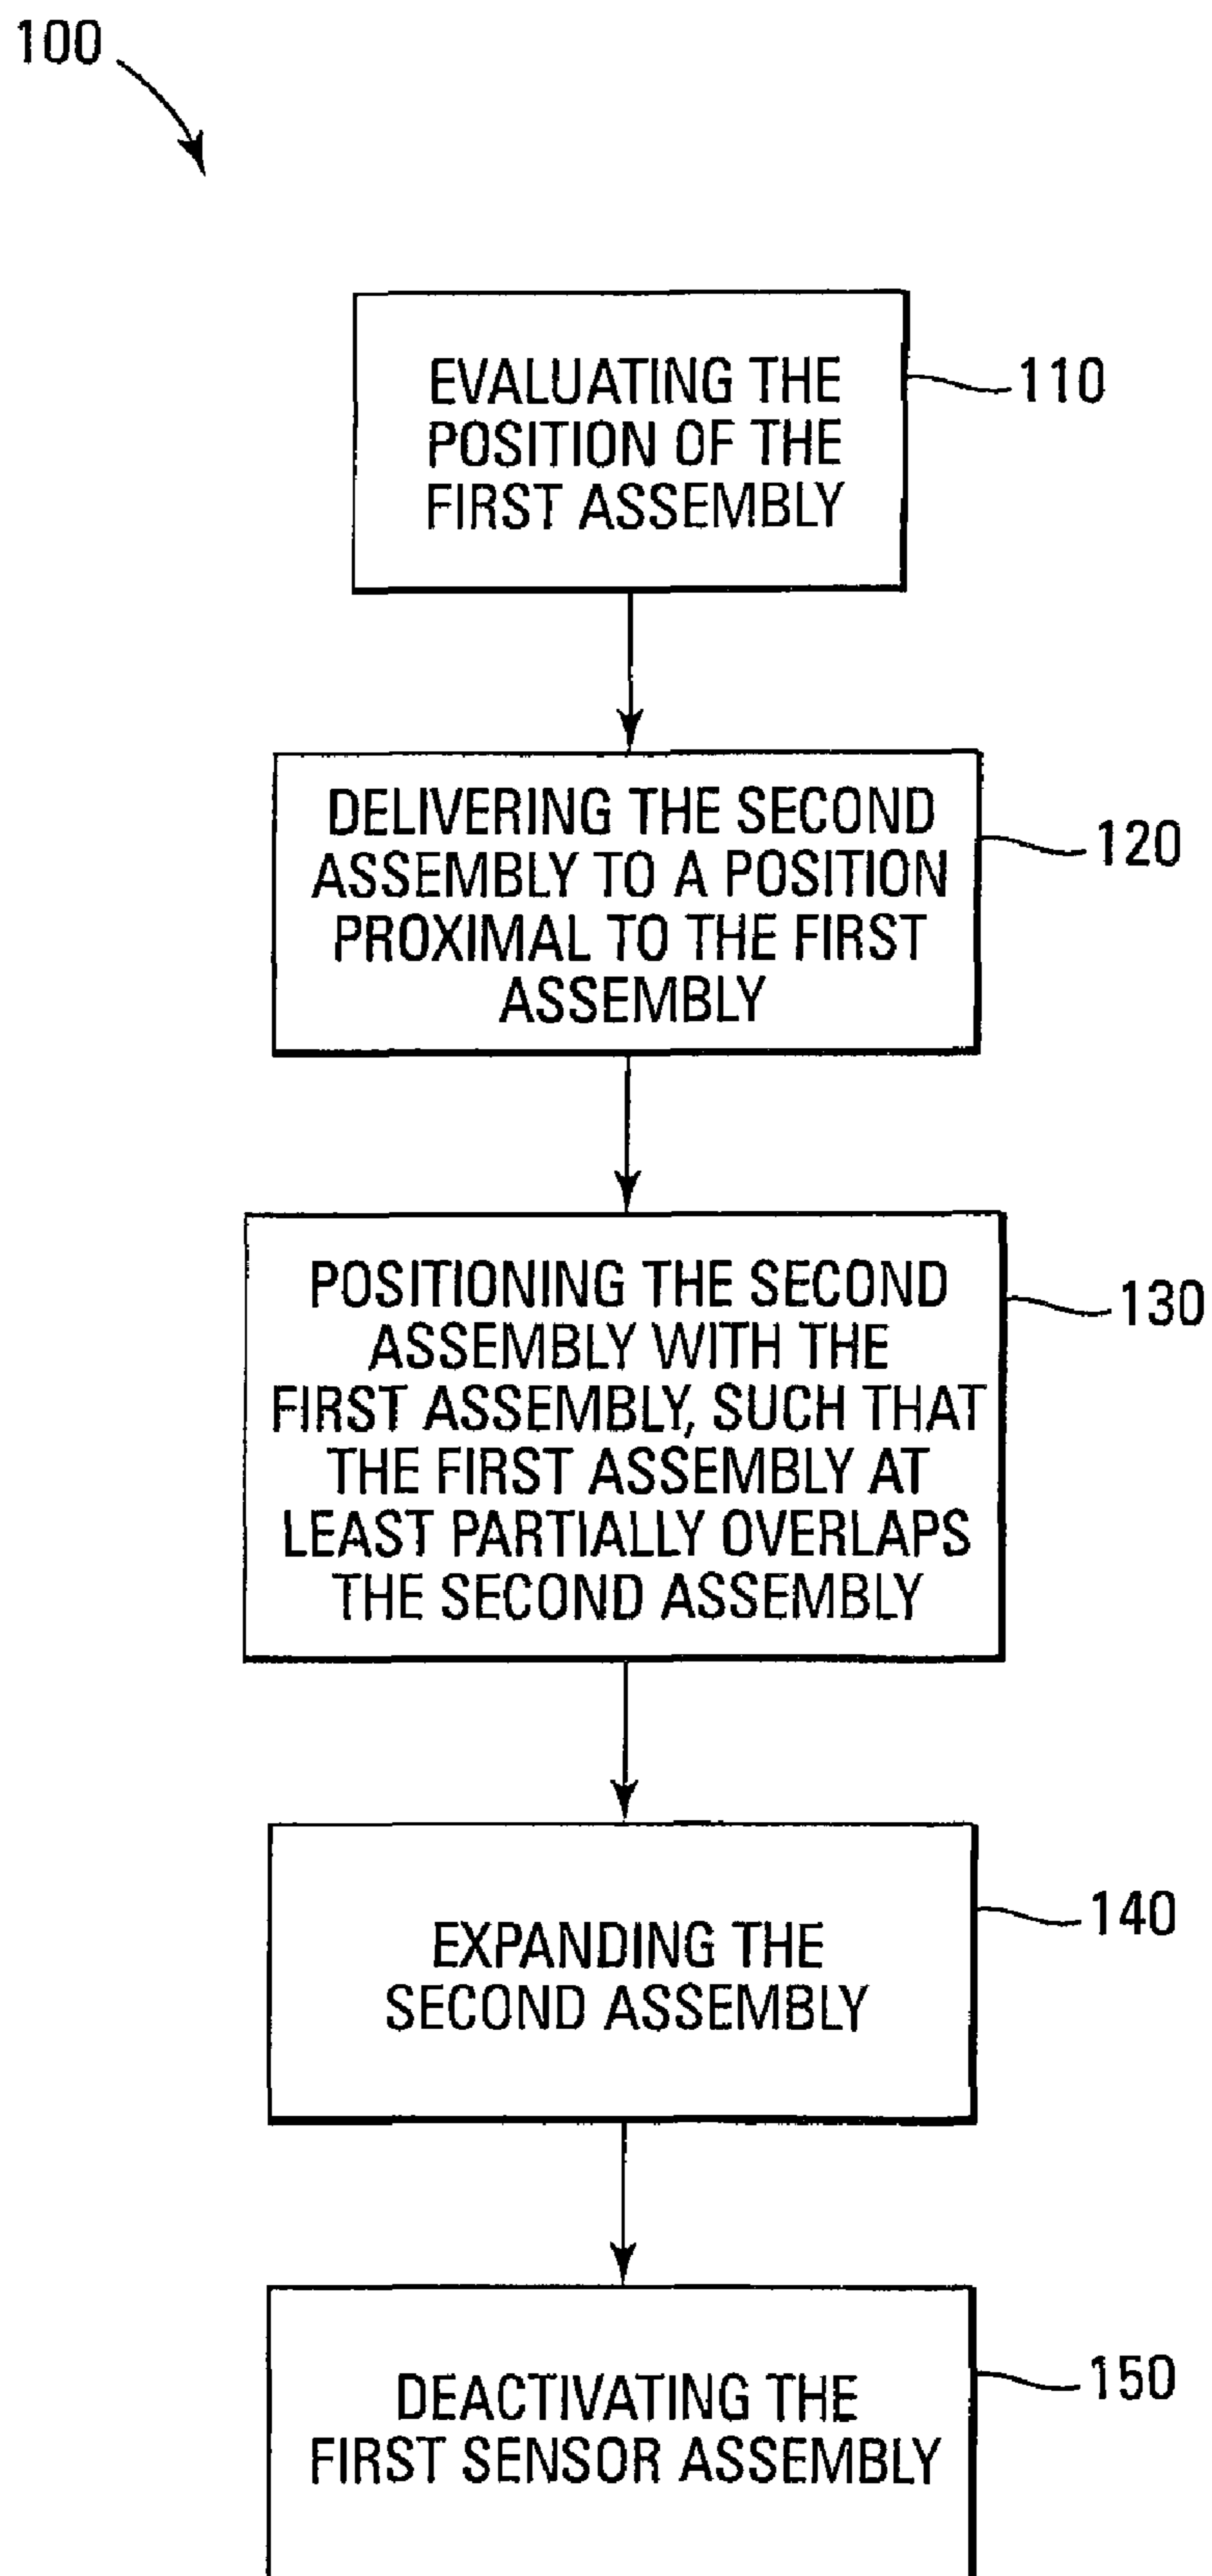 100
EVALUATING THE
POSITION OF THE
FIRST ASSEMBLY
110
DELIVERING THE SECOND
ASSEMBLY TO A POSITION
PROXIMAL TO THE FIRST
ASSEMBLY
120
POSITIONING THE SECOND
ASSEMBLY WITH THE
FIRST ASSEMBLY, SUCH THAT
THE FIRST ASSEMBLY AT
LEAST PARTIALLY OVERLAPS
THE SECOND ASSEMBLY
130
EXPANDING THE
SECOND ASSEMBLY
140
DEACTIVATING THE
FIRST SENSOR ASSEMBLY
150